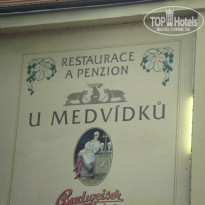 TOP Hotels
RESTAURACE
A PENZION
U MEDVÍDKŮ
Budweiser